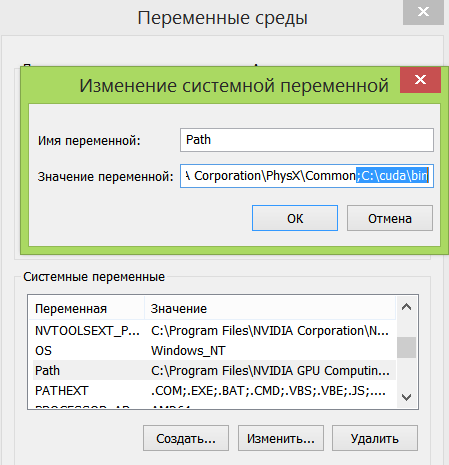 Переменные среды
Изменение системной переменной
Имя переменной: Path
Значение переменной: A Corporation\PhysX\Common;C:\cuda\bin
OK Отмена
Системные переменные
Переменная Значение
NVTOOLSEXT_P... C:\Program Files\NVIDIA Corporation\N...
OS Windows_NT
Path C:\Program Files\NVIDIA GPU Computin...
PATHEXT .COM;.EXE;.BAT;.CMD;.VBS;.VBE;.JS;....
Создать... Изменить... Удалить